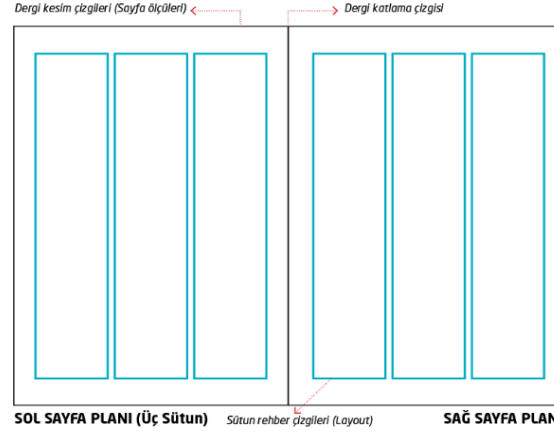 Dergi kesim çizgileri (Sayfa ölçüleri)
Dergi katlama çizgisi
SOL SAYFA PLANI (Üç Sütun)
Sütun rehber çizgileri (Layout)
SAĞ SAYFA PLAN